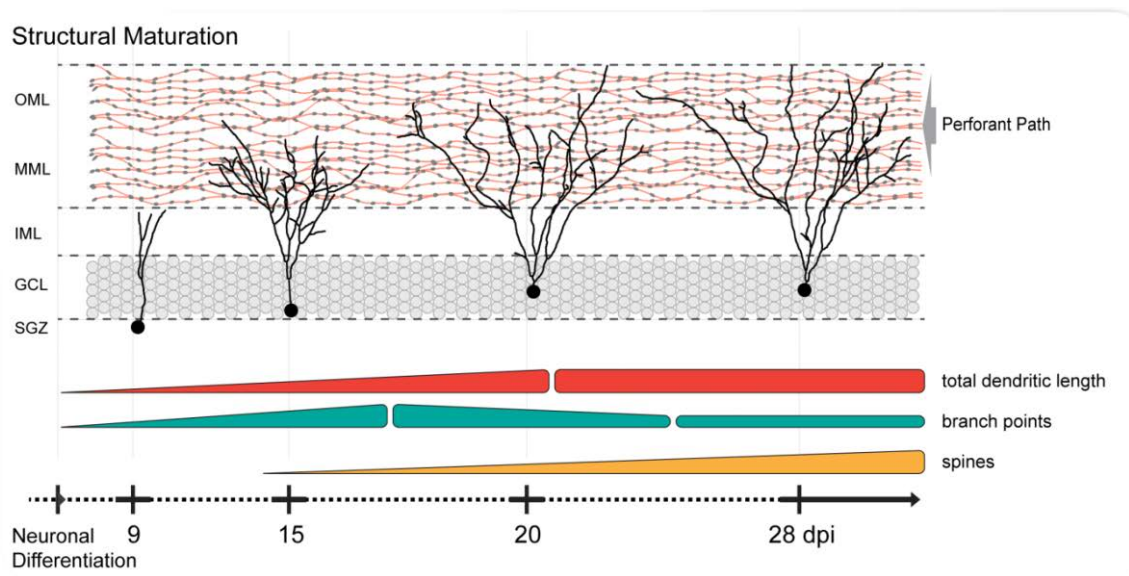 Structural Maturation
OML
Perforant Path
MML
IML
GCL
SGZ
total dendritic length
branch points
spines
9
15
20
28 dpi
Neuronal
Differentiation